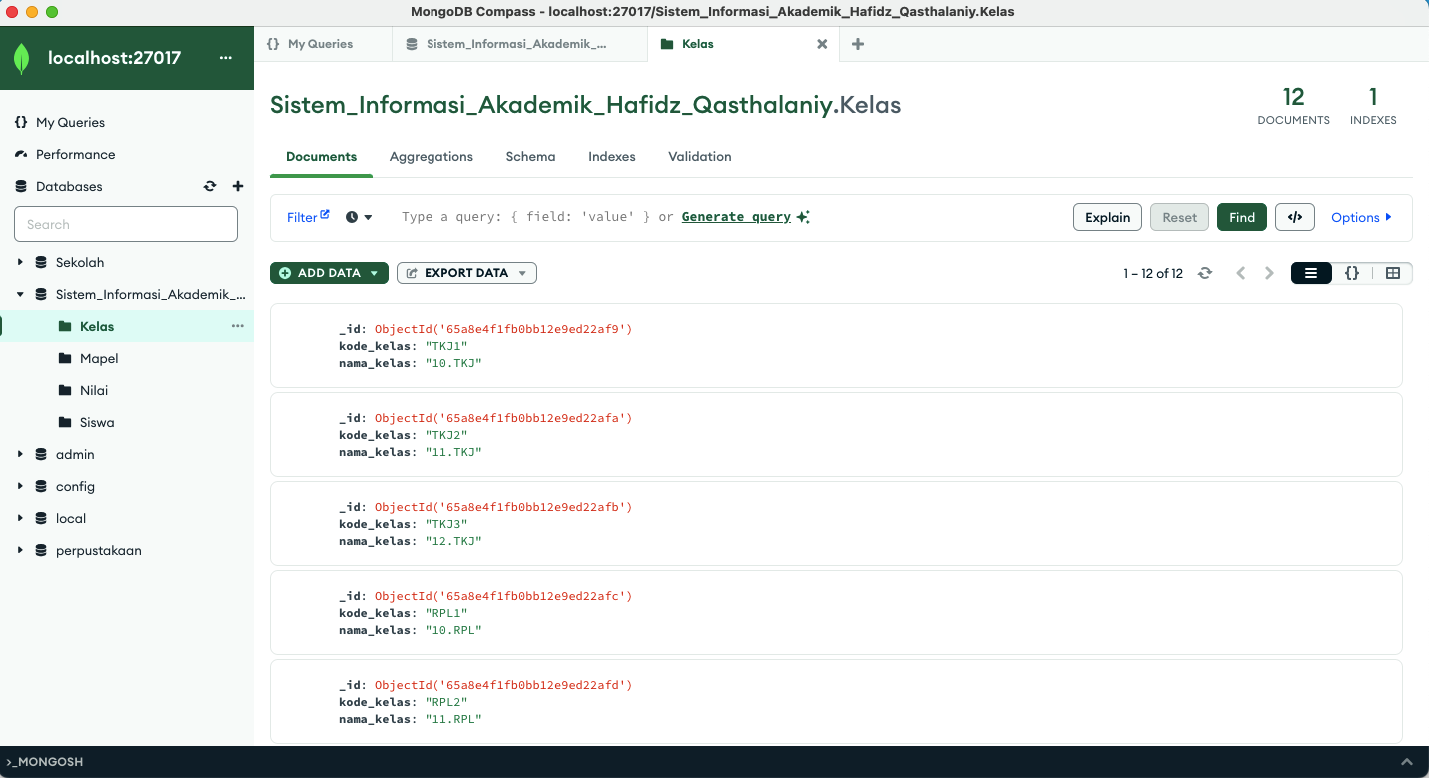 MongoDB Compass - localhost:27017/Sistem_Informasi_Akademik_Hafidz_Qasthalaniy.Kelas
localhost:27017
My Queries
Performance
Databases
Search
Sekolah
Sistem_Informasi_Akademik_...
Kelas
Mapel
Nilai
Siswa
admin
config
local
perpustakaan
{} My Queries
Sistem_Informasi_Akademik_...
Kelas
Sistem_Informasi_Akademik_Hafidz_Qasthalaniy.Kelas
12 DOCUMENTS
1 INDEXES
Documents Aggregations Schema Indexes Validation
Filter Type a query: { field: 'value' } or Generate query Explain Reset Find </> Options
ADD DATA EXPORT DATA 1 – 12 of 12 {}
_id: ObjectId('65a8e4f1fb0bb12e9ed22af9')
kode_kelas: "TKJ1"
nama_kelas: "10.TKJ"
_id: ObjectId('65a8e4f1fb0bb12e9ed22afa')
kode_kelas: "TKJ2"
nama_kelas: "11.TKJ"
_id: ObjectId('65a8e4f1fb0bb12e9ed22afb')
kode_kelas: "TKJ3"
nama_kelas: "12.TKJ"
_id: ObjectId('65a8e4f1fb0bb12e9ed22afc')
kode_kelas: "RPL1"
nama_kelas: "10.RPL"
_id: ObjectId('65a8e4f1fb0bb12e9ed22afd')
kode_kelas: "RPL2"
nama_kelas: "11.RPL"
>_MONGOSH